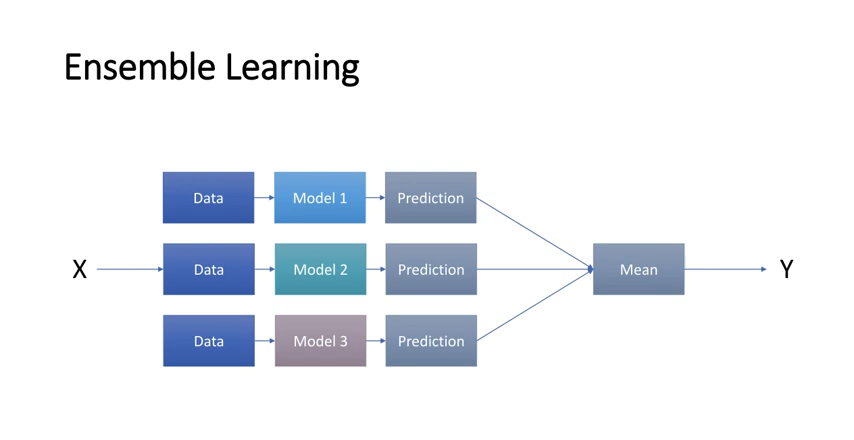 Ensemble Learning
Data Model 1 Prediction
X Data Model 2 Prediction Mean Y
Data Model 3 Prediction